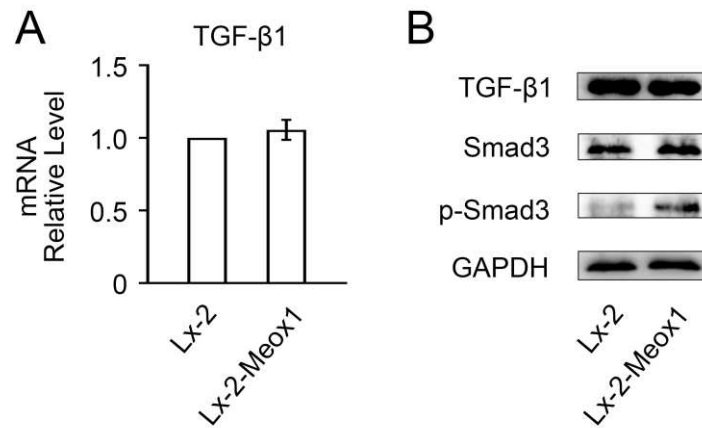 A
TGF-β1
mRNA
Relative Level
1.5
1.0
0.5
0
Lx-2
Lx-2-Meox1
B
TGF-β1
Smad3
p-Smad3
GAPDH
Lx-2
Lx-2-Meox1